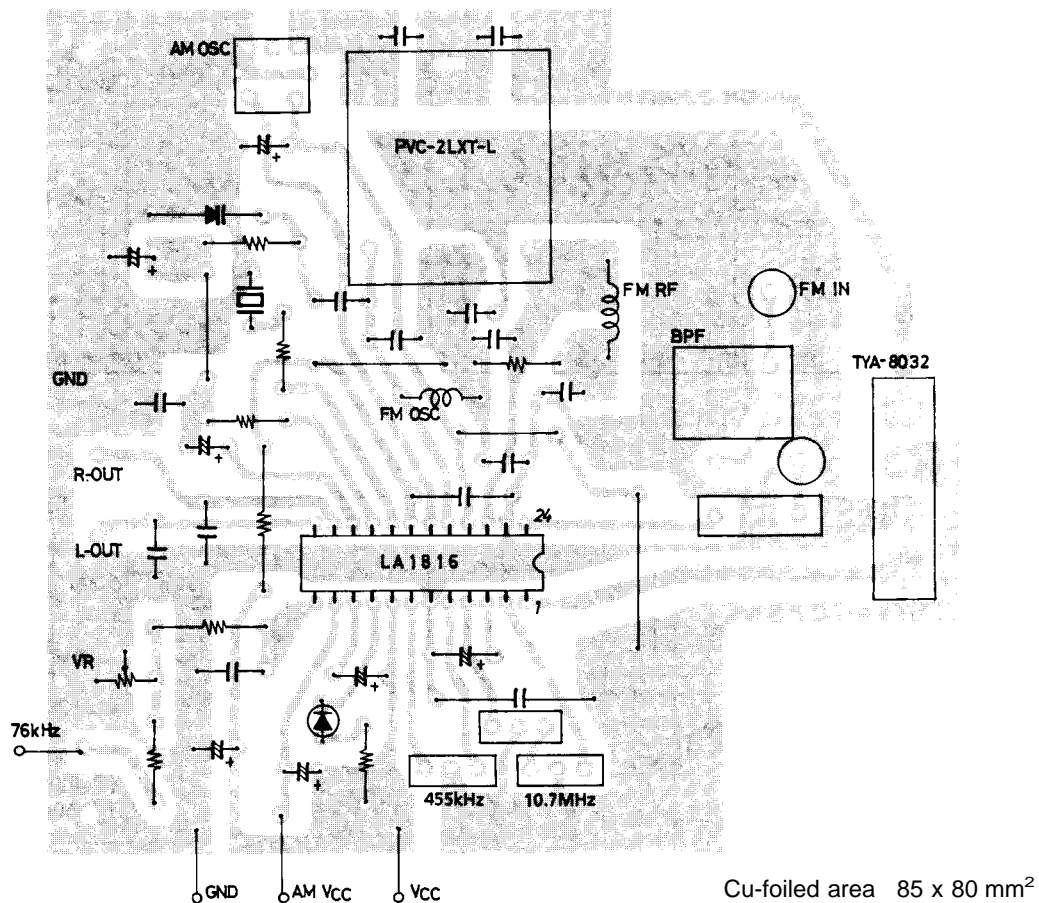 AM OSC
PVC-2LXT-L
FM RF
FM IN
BPF
TYA-8032
GND
FM OSC
R-OUT
24
L-OUT
LA1816
1
VR
76kHz
455kHz
10.7MHz
GND
AM VCC
VCC
Cu-foiled area 85 x 80 mm²